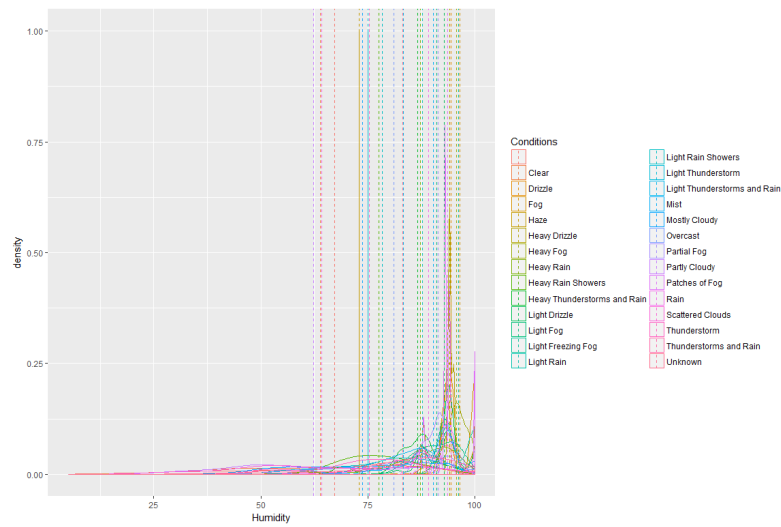 1.00
0.75
0.50
0.25
0.00
density
25
50
75
100
Humidity
Conditions
Clear
Drizzle
Fog
Haze
Heavy Drizzle
Heavy Fog
Heavy Rain
Heavy Rain Showers
Heavy Thunderstorms and Rain
Light Drizzle
Light Fog
Light Freezing Fog
Light Rain
Light Rain Showers
Light Thunderstorm
Light Thunderstorms and Rain
Mist
Mostly Cloudy
Overcast
Partial Fog
Partly Cloudy
Patches of Fog
Rain
Scattered Clouds
Thunderstorm
Thunderstorms and Rain
Unknown